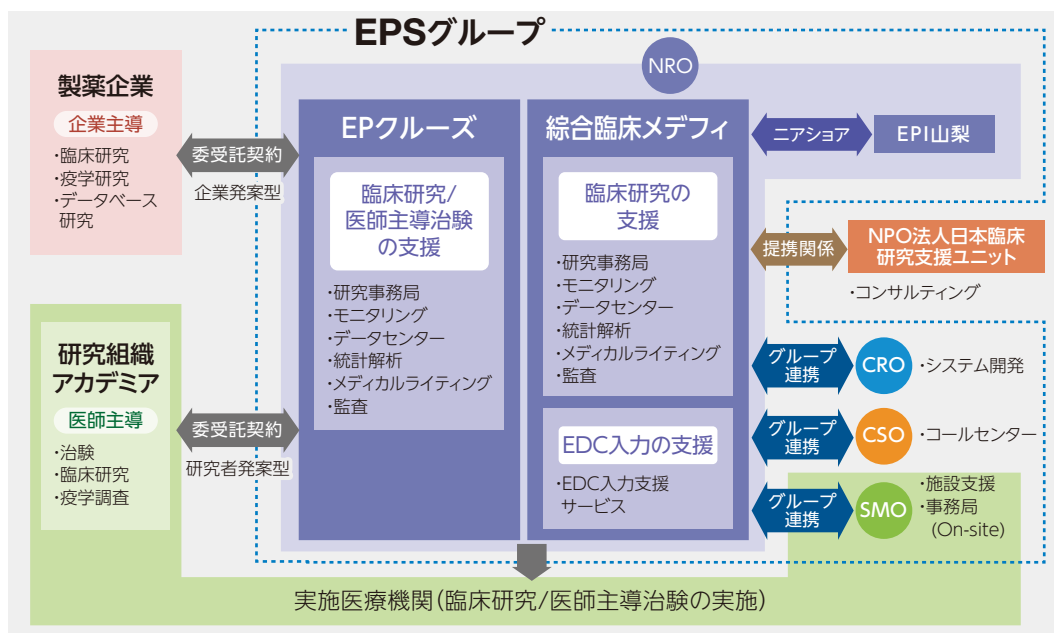 EPSグループ
NRO
製薬企業
企業主導
・臨床研究
・疫学研究
・データベース
研究
委受託契約
企業発案型
研究組織
アカデミア
医師主導
・治験
・臨床研究
・疫学調査
委受託契約
研究者発案型
EPクルーズ
臨床研究/
医師主導治験
の支援
・研究事務局
・モニタリング
・データセンター
・統計解析
・メディカルライティング
・監査
綜合臨床メデフィ
臨床研究の
支援
・研究事務局
・モニタリング
・データセンター
・統計解析
・メディカルライティング
・監査
EDC入力の支援
・EDC入力支援
サービス
ニアショア
EPI山梨
提携関係
NPO法人日本臨床
研究支援ユニット
・コンサルティング
グループ
連携
CRO
・システム開発
グループ
連携
CSO
・コールセンター
グループ
連携
SMO
・施設支援
・事務局
(On-site)
実施医療機関(臨床研究/医師主導治験の実施)